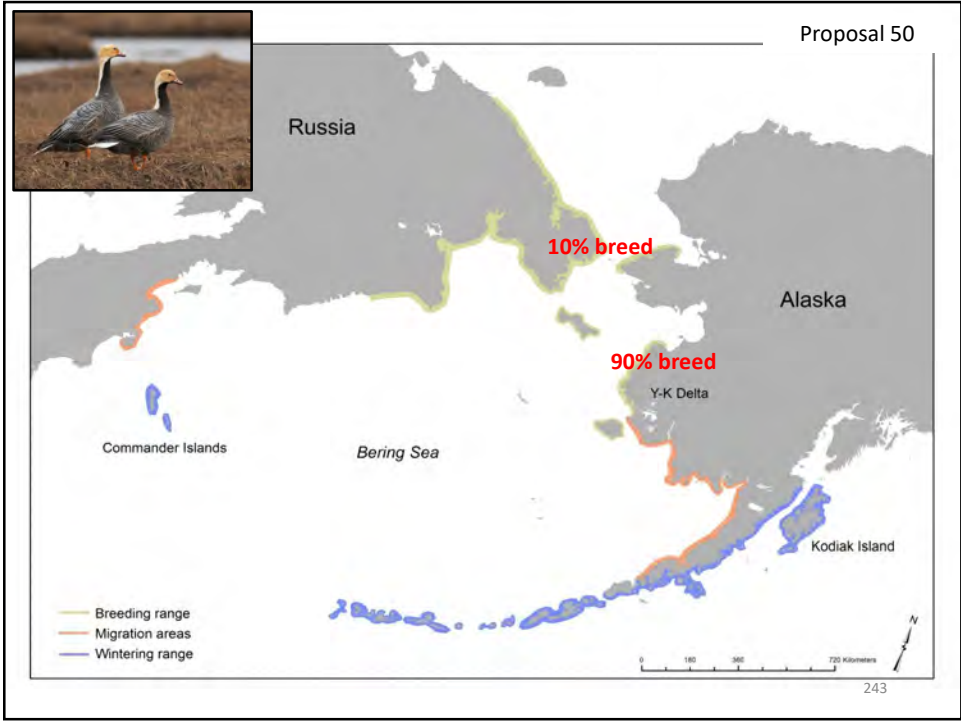 Proposal 50
Russia
10% breed
Alaska
90% breed
Y-K Delta
Commander Islands
Bering Sea
Kodiak Island
Breeding range
Migration areas
Wintering range
N
0 180 360 720 Kilometers
243